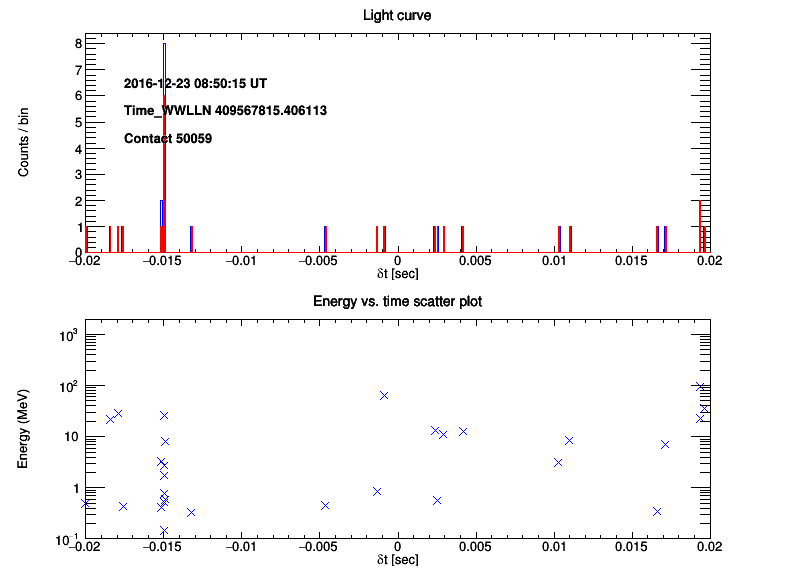 Light curve
8
7
6
5
4
3
2
1
0
Counts / bin
2016-12-23 08:50:15 UT
Time_WWLLN 409567815.406113
Contact 50059
−0.02 −0.015 −0.01 −0.005 0 0.005 0.01 0.015 0.02
δt [sec]
Energy vs. time scatter plot
10³
10²
10
1
10⁻¹
Energy (MeV)
−0.02 −0.015 −0.01 −0.005 0 0.005 0.01 0.015 0.02
δt [sec]